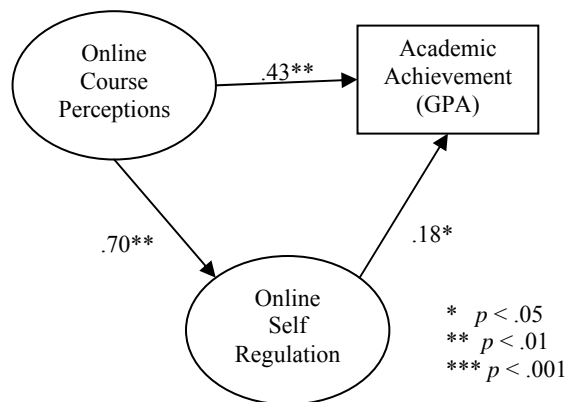 Online
Course
Perceptions
.43**
Academic
Achievement
(GPA)
.70**
.18*
Online
Self
Regulation
* p < .05
** p < .01
*** p < .001